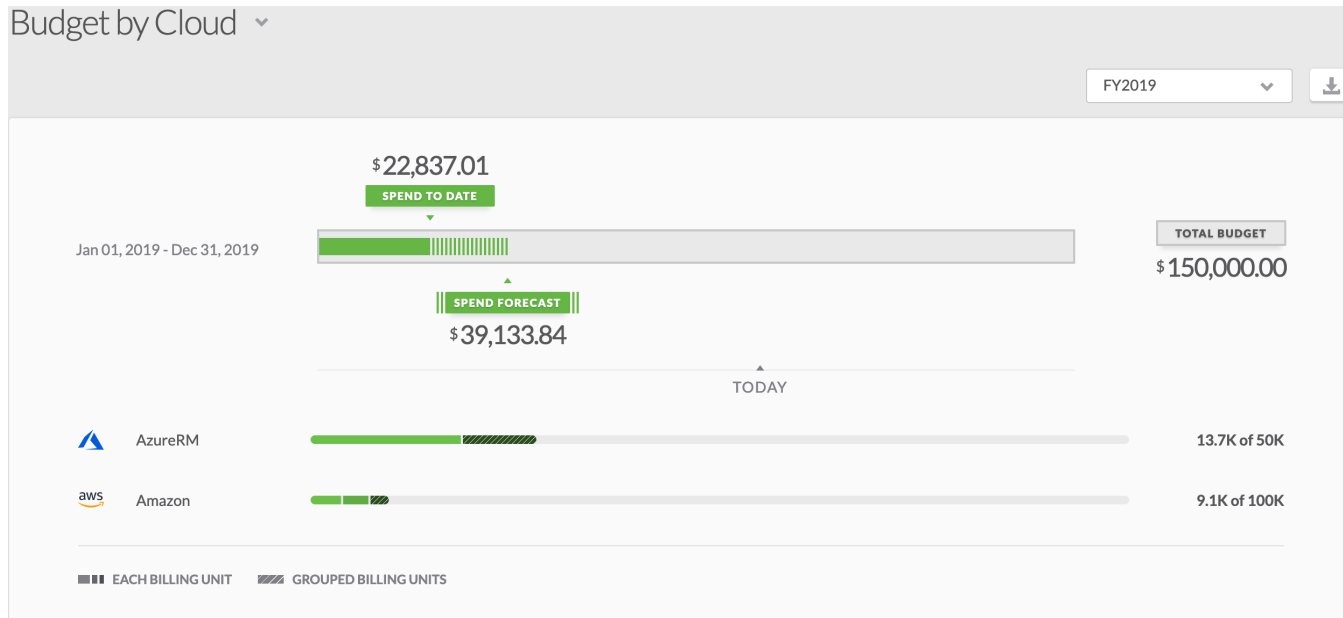 Budget by Cloud
FY2019
$22,837.01
SPEND TO DATE
Jan 01, 2019 - Dec 31, 2019
TOTAL BUDGET
$150,000.00
SPEND FORECAST
$39,133.84
TODAY
AzureRM
13.7K of 50K
aws
Amazon
9.1K of 100K
EACH BILLING UNIT
GROUPED BILLING UNITS